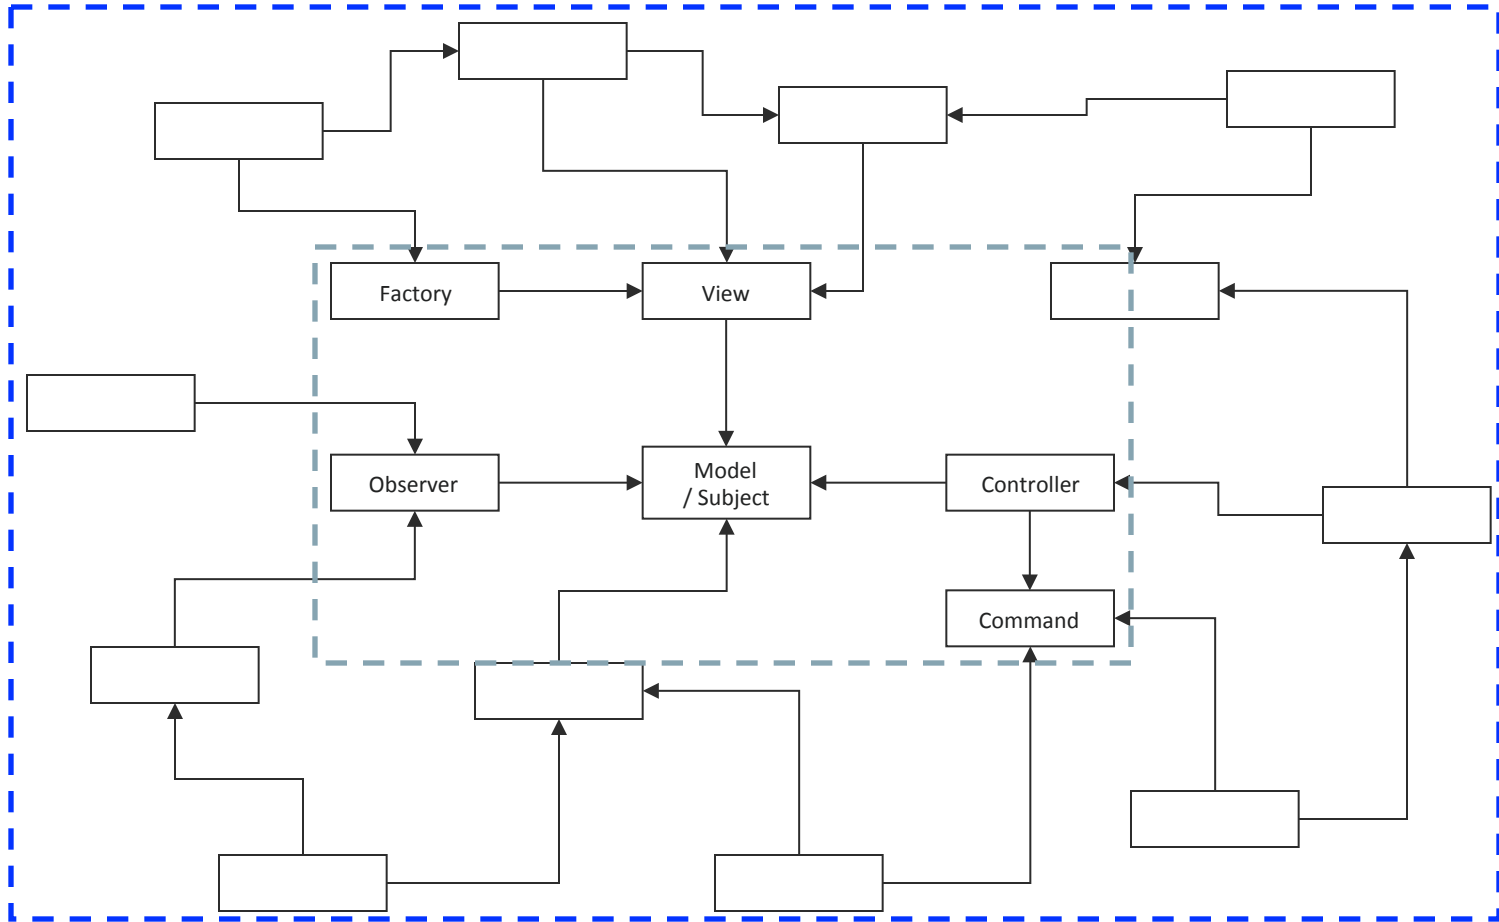 Factory
View
Observer
Model
/ Subject
Controller
Command